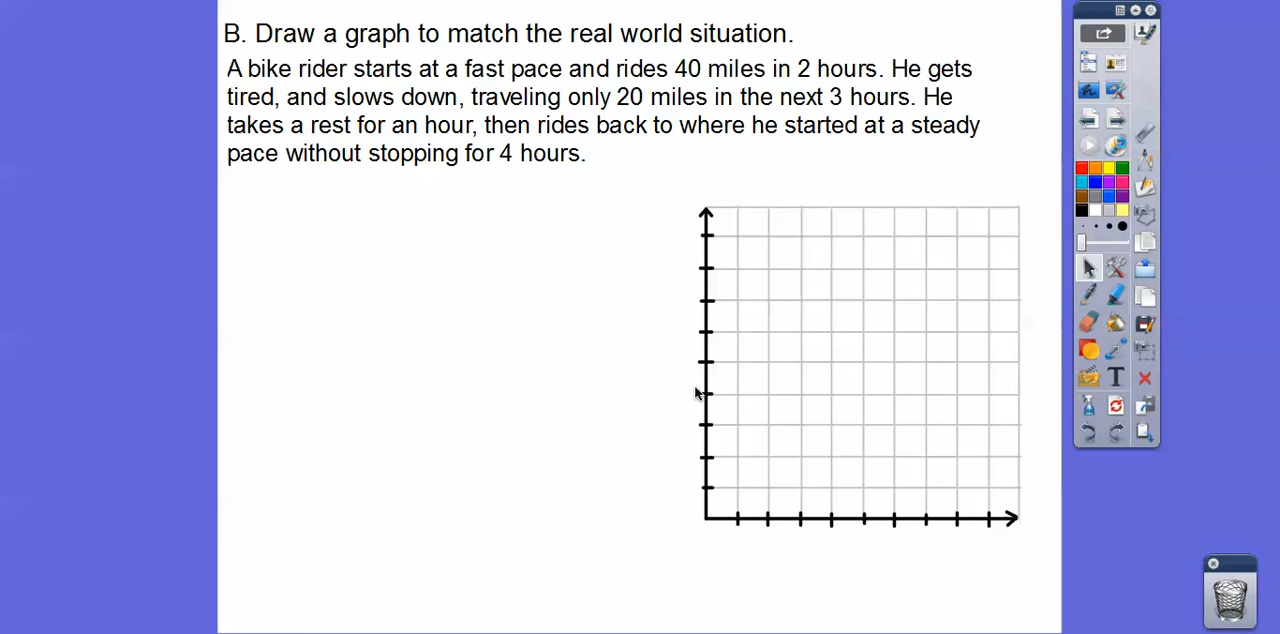 B. Draw a graph to match the real world situation.
A bike rider starts at a fast pace and rides 40 miles in 2 hours. He gets
tired, and slows down, traveling only 20 miles in the next 3 hours. He
takes a rest for an hour, then rides back to where he started at a steady
pace without stopping for 4 hours.
T